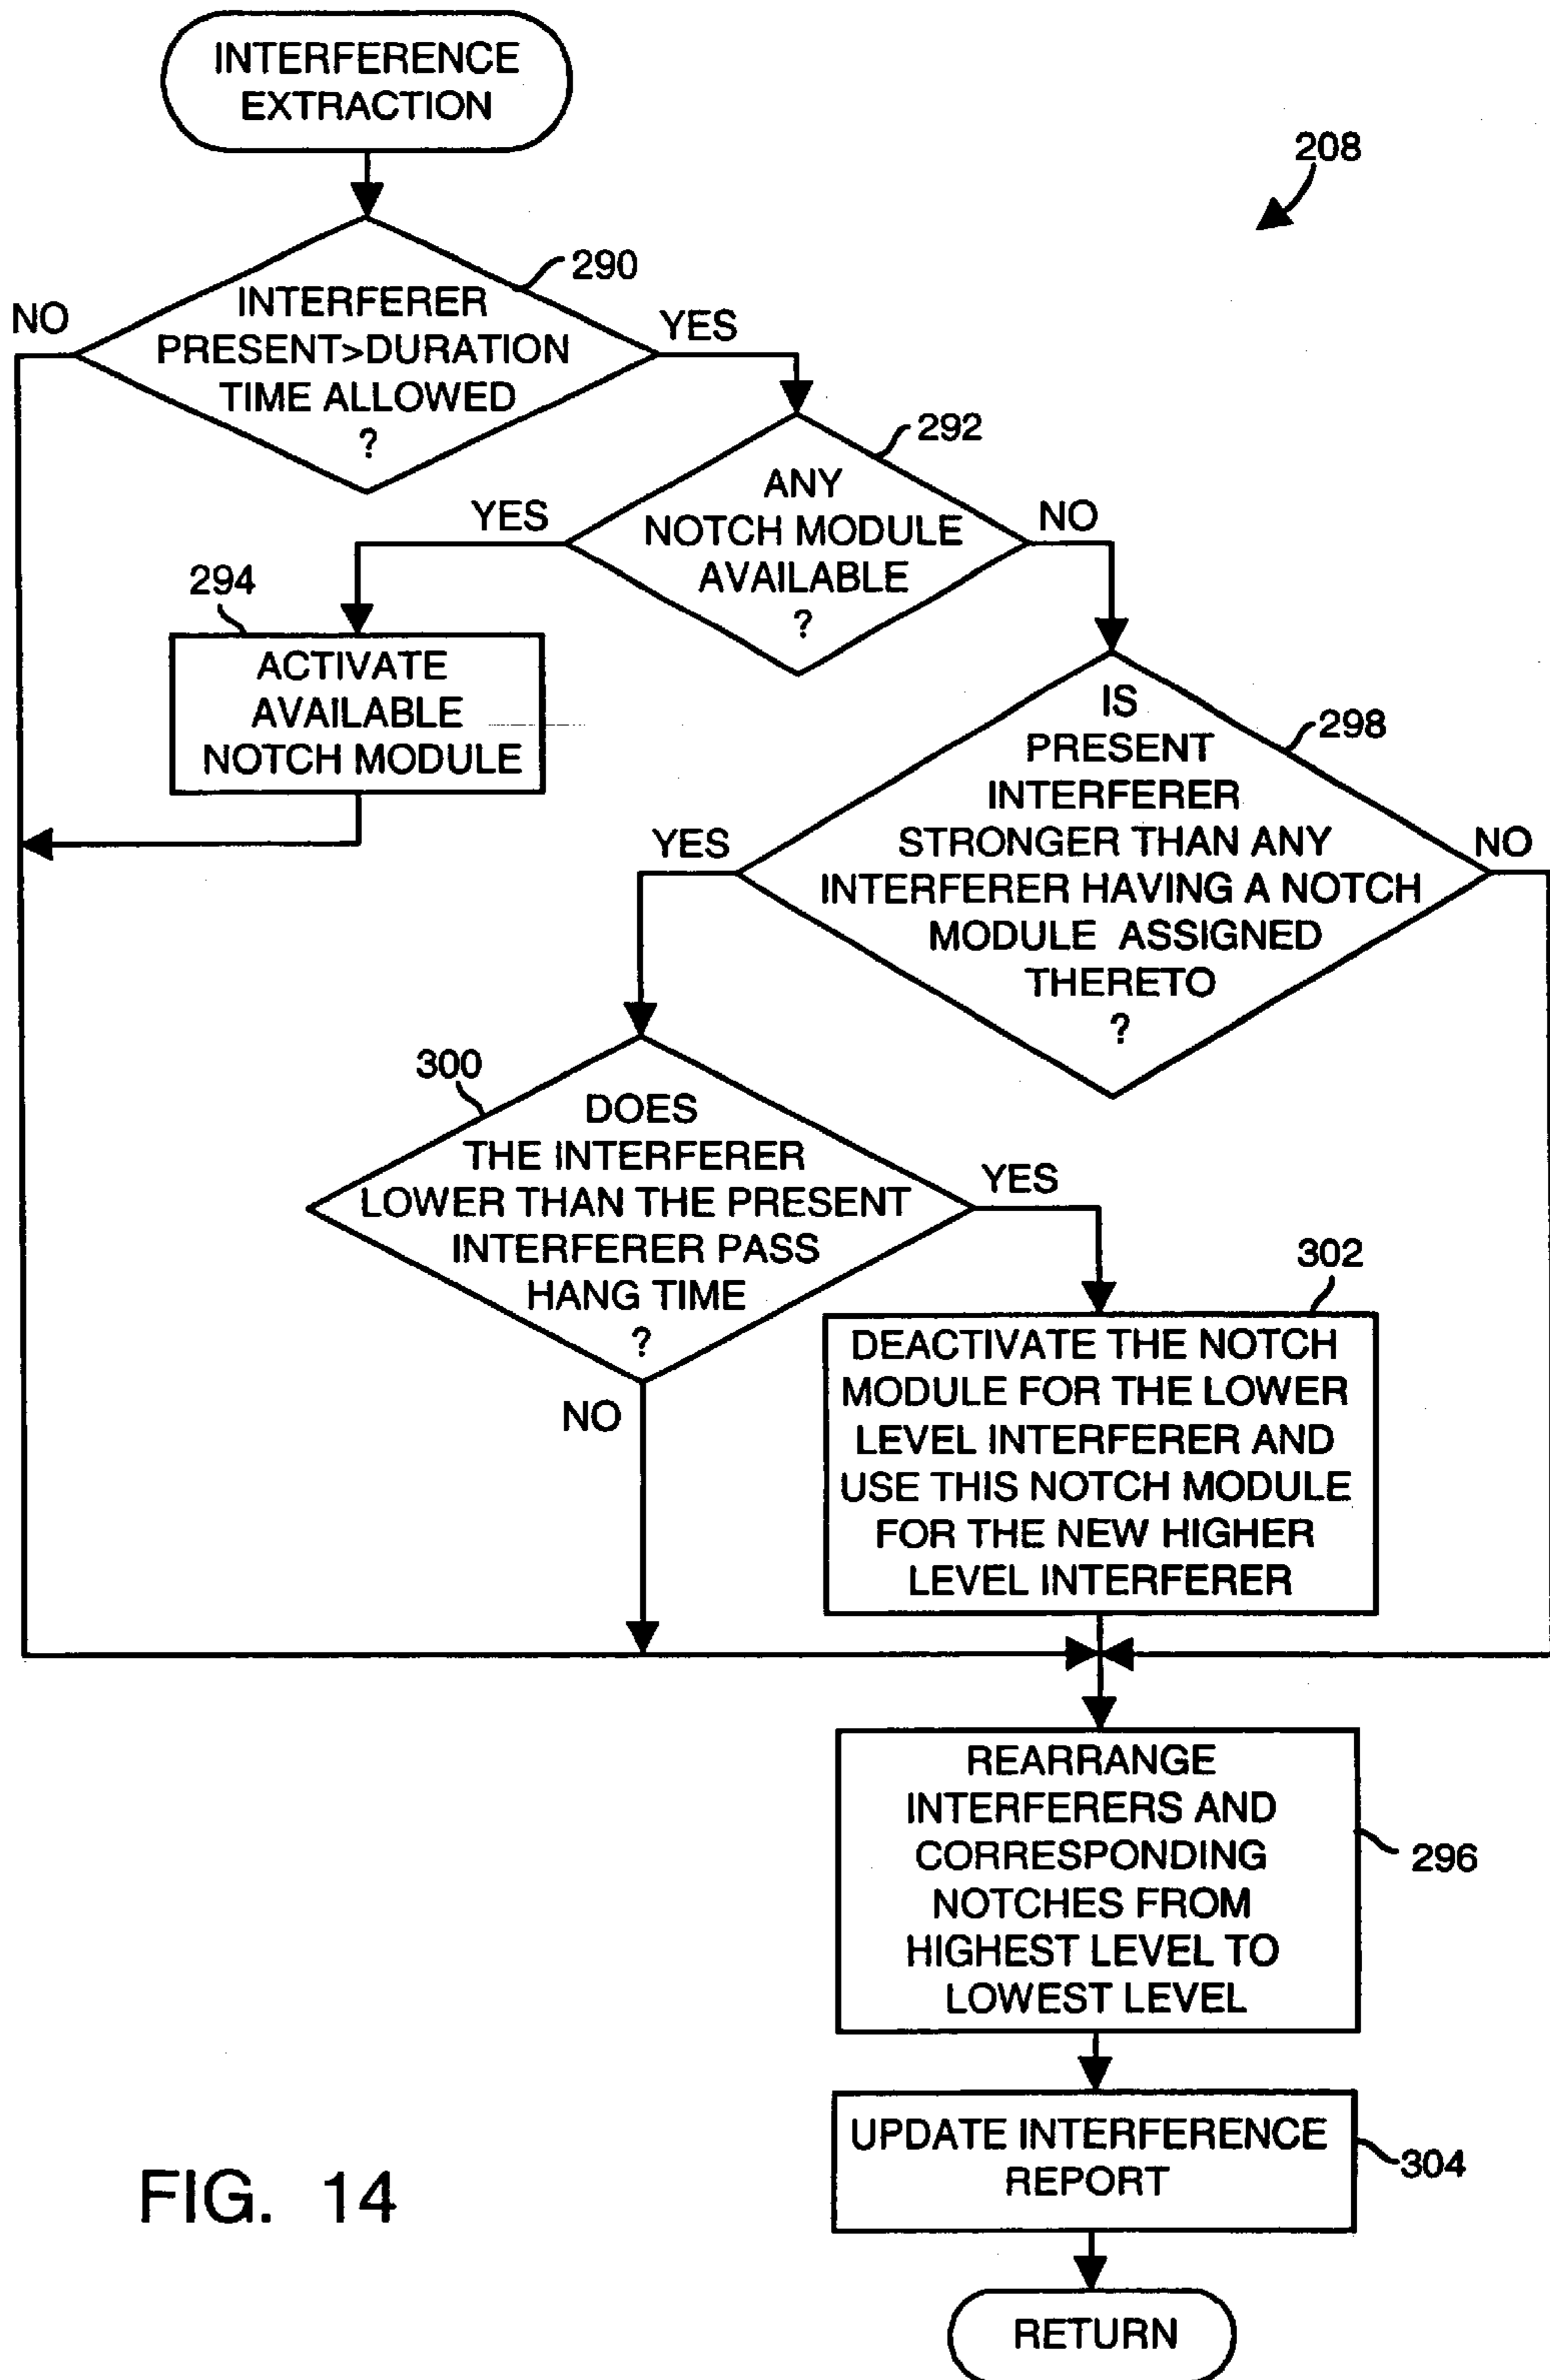 INTERFERENCE
EXTRACTION
208
290
NO
INTERFERER
PRESENT>DURATION
TIME ALLOWED
?
YES
292
ANY
NOTCH MODULE
AVAILABLE
?
YES
NO
294
ACTIVATE
AVAILABLE
NOTCH MODULE
298
IS
PRESENT
INTERFERER
STRONGER THAN ANY
INTERFERER HAVING A NOTCH
MODULE ASSIGNED
THERETO
?
YES
NO
300
DOES
THE INTERFERER
LOWER THAN THE PRESENT
INTERFERER PASS
HANG TIME
?
YES
NO
302
DEACTIVATE THE NOTCH
MODULE FOR THE LOWER
LEVEL INTERFERER AND
USE THIS NOTCH MODULE
FOR THE NEW HIGHER
LEVEL INTERFERER
REARRANGE
INTERFERERS AND
CORRESPONDING
NOTCHES FROM
HIGHEST LEVEL TO
LOWEST LEVEL
296
UPDATE INTERFERENCE
REPORT
304
RETURN
FIG. 14